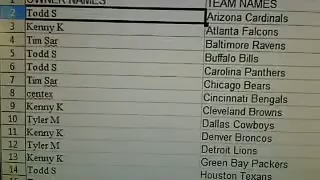 1 OWNER NAMES TEAM NAMES
2 Todd S Arizona Cardinals
3 Kenny K Atlanta Falcons
4 Tim Sar Baltimore Ravens
5 Todd S Buffalo Bills
6 Todd S Carolina Panthers
7 Tim Sar Chicago Bears
8 centex Cincinnati Bengals
9 Kenny K Cleveland Browns
10 Tyler M Dallas Cowboys
11 Kenny K Denver Broncos
12 Tyler M Detroit Lions
13 Kenny K Green Bay Packers
14 Todd S Houston Texans